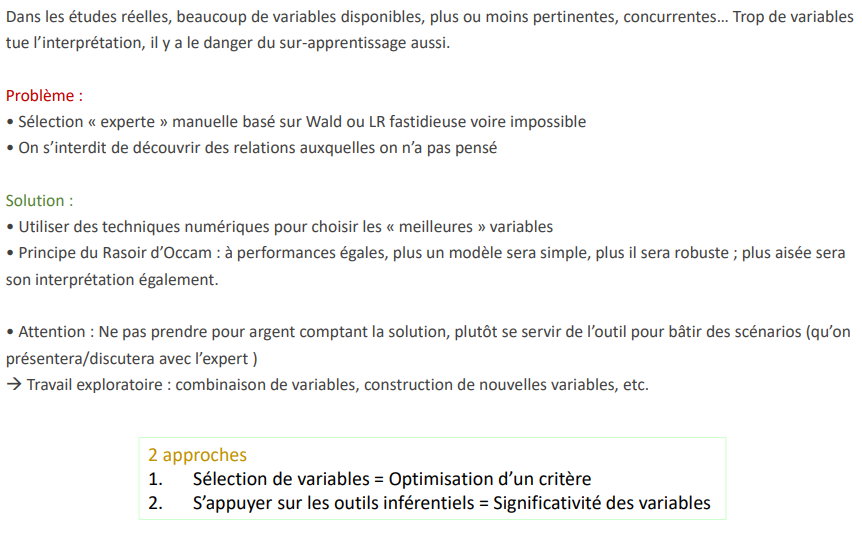 Dans les études réelles, beaucoup de variables disponibles, plus ou moins pertinentes, concurrentes… Trop de variables
tue l’interprétation, il y a le danger du sur-apprentissage aussi.
Problème :
• Sélection « experte » manuelle basé sur Wald ou LR fastidieuse voire impossible
• On s’interdit de découvrir des relations auxquelles on n’a pas pensé
Solution :
• Utiliser des techniques numériques pour choisir les « meilleures » variables
• Principe du Rasoir d’Occam : à performances égales, plus un modèle sera simple, plus il sera robuste ; plus aisée sera
son interprétation également.
• Attention : Ne pas prendre pour argent comptant la solution, plutôt se servir de l’outil pour bâtir des scénarios (qu’on
présentera/discutera avec l’expert )
→ Travail exploratoire : combinaison de variables, construction de nouvelles variables, etc.
2 approches
1. Sélection de variables = Optimisation d’un critère
2. S’appuyer sur les outils inférentiels = Significativité des variables